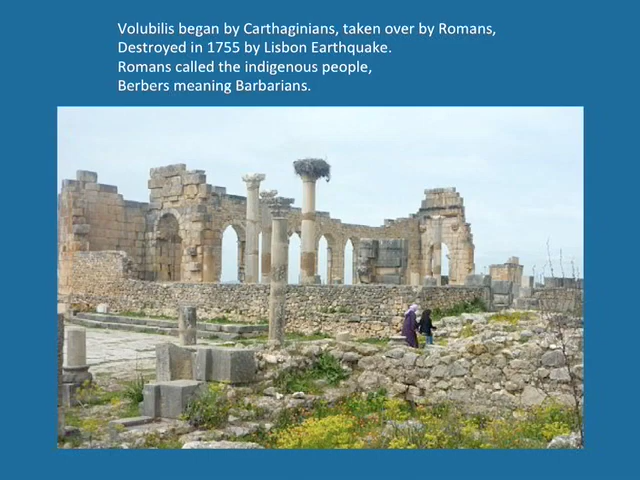 Volubilis began by Carthaginians, taken over by Romans,
Destroyed in 1755 by Lisbon Earthquake.
Romans called the indigenous people,
Berbers meaning Barbarians.